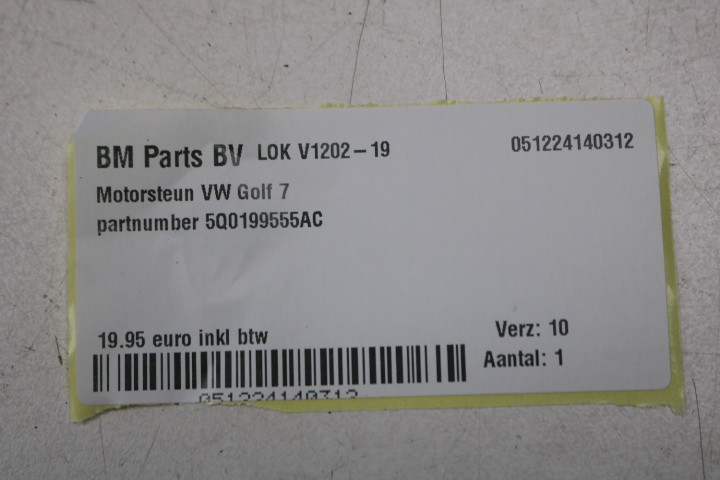 BM Parts BV LOK V1202-19 051224140312
Motorsteun VW Golf 7
partnumber 5Q0199555AC
19.95 euro inkl btw Verz: 10
Aantal: 1
051224140312